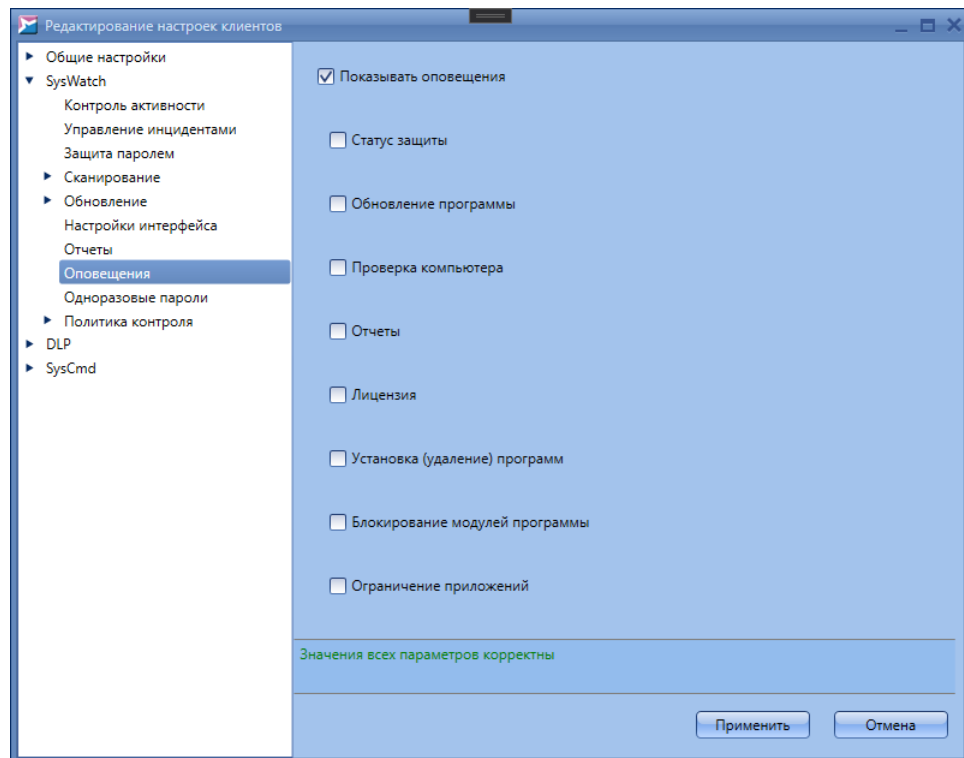 Редактирование настроек клиентов
Общие настройки
SysWatch
Контроль активности
Управление инцидентами
Защита паролем
Сканирование
Обновление
Настройки интерфейса
Отчеты
Оповещения
Одноразовые пароли
Политика контроля
DLP
SysCmd
Показывать оповещения
Статус защиты
Обновление программы
Проверка компьютера
Отчеты
Лицензия
Установка (удаление) программ
Блокирование модулей программы
Ограничение приложений
Значения всех параметров корректны
Применить
Отмена